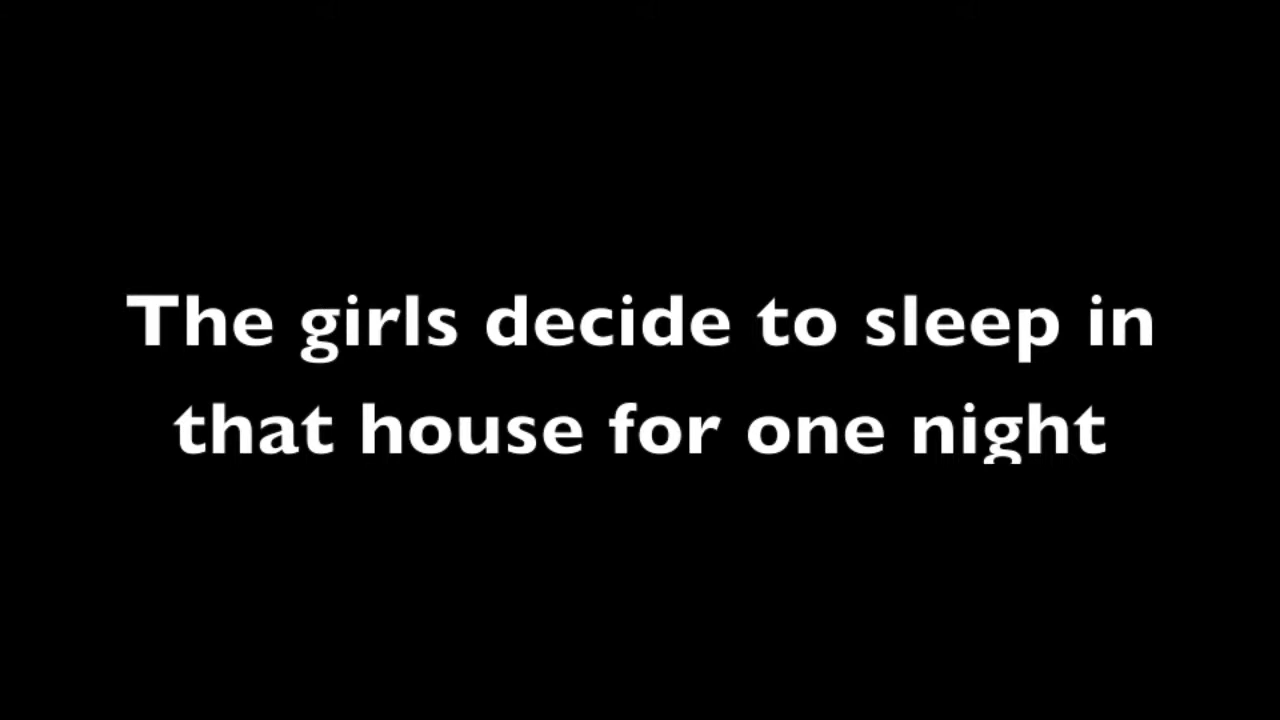 The girls decide to sleep in
that house for one night